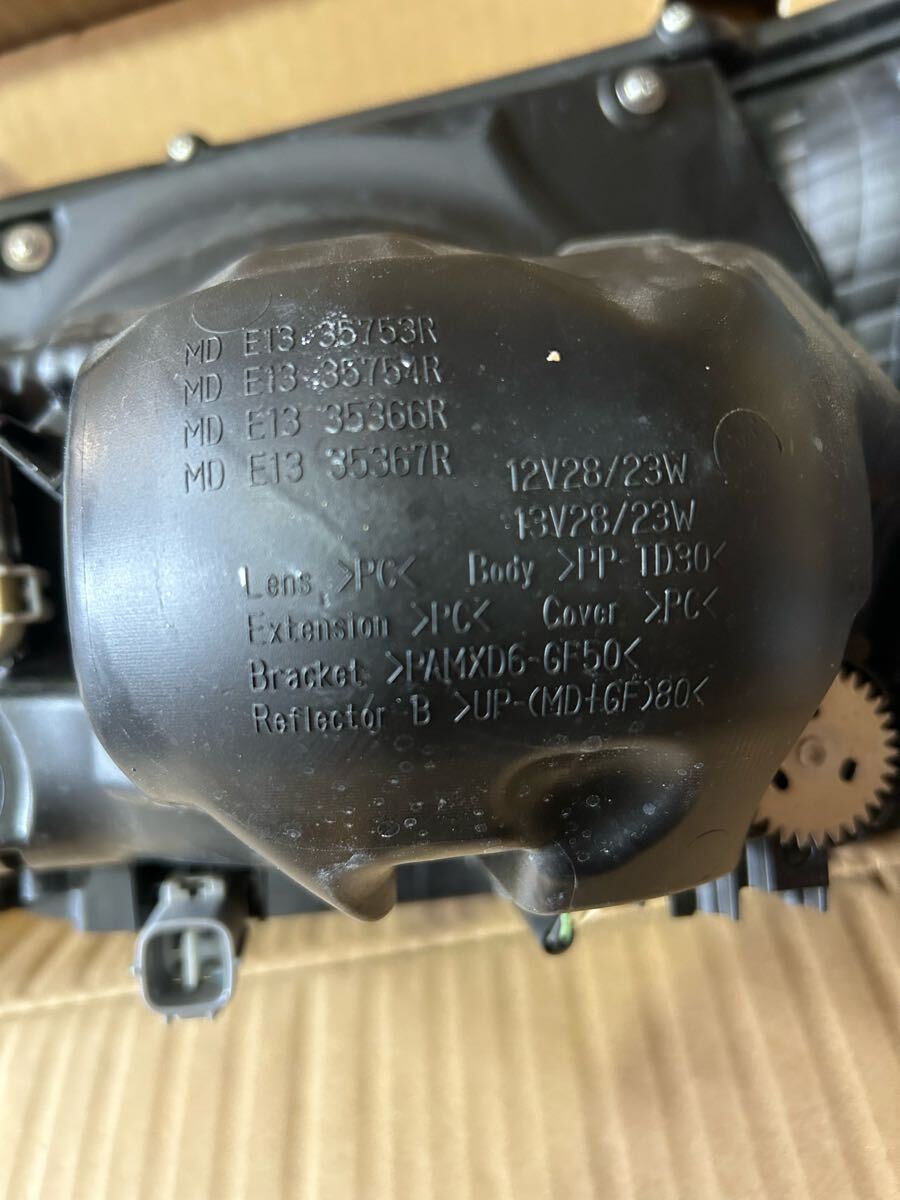 MD E13 35753R
MD E13 35754R
MD E13 35366R
MD E13 35367R
12V28/23W
13V28/23W
Lens >PC< Body >PP-TD30<
Extension >PC< Cover >PC<
Bracket >PAMXD6-GF50<
Reflector B >UP-(MD+GF)80<